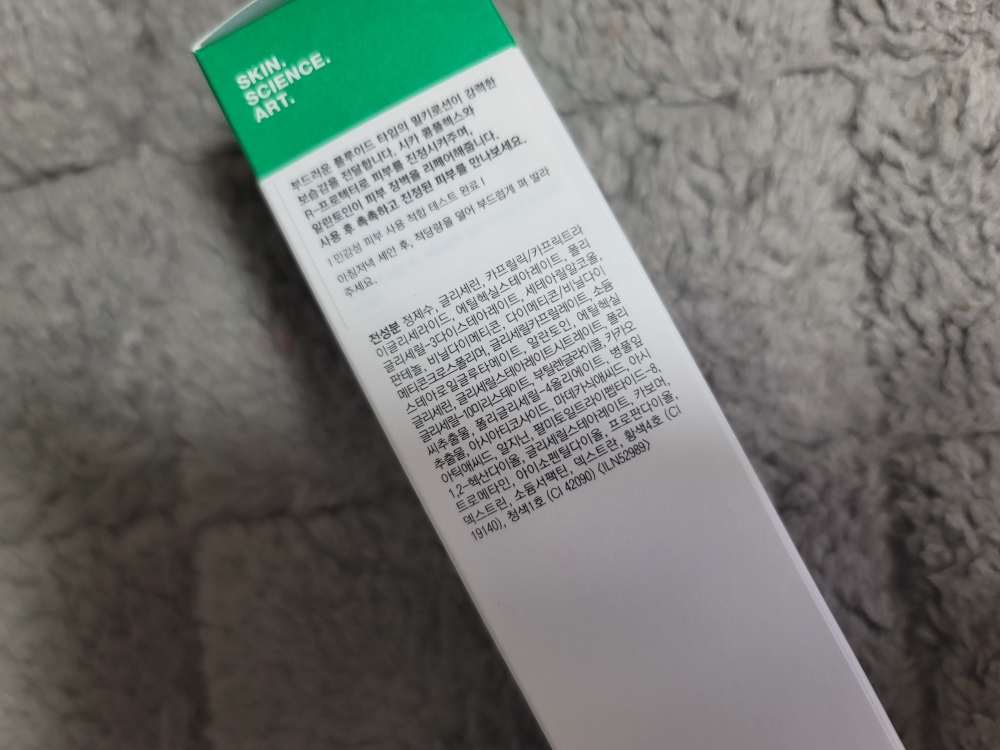 SKIN.
SCIENCE.
ART.
부드러운 플루이드 타입의 밀키로션이 강력한
보습감을 전달합니다. 시카 콤플렉스와
R-프로텍터로 피부를 진정시켜주며,
알란토인이 피부 장벽을 리페어해줍니다.
사용 후 촉촉하고 진정된 피부를 만나보세요.
| 민감성 피부 사용 적합 테스트 완료 |
아침저녁 세안 후, 적당량을 덜어 부드럽게 펴 발라
주세요.
전성분 정제수, 글리세린, 카프릴릭/카프릭트라
이글리세라이드, 에틸헥실스테아레이트, 폴리
글리세릴-3다이스테아레이트, 세테아릴알코올,
판테놀, 비닐다이메티콘, 다이메티콘/비닐다이
메티콘크로스폴리머, 글리세릴카프릴레이트, 소듐
스테아로일글루타메이트, 알란토인, 에틸헥실
글리세린, 글리세릴스테아레이트시트레이트, 폴리
글리세릴-10미리스테이트, 부틸렌글라이콜, 카카오
씨추출물, 폴리글리세릴-4올리에이트, 병풀잎
추출물, 아시아티코사이드, 마데카식애씨드, 아시
아틱애씨드, 알지닌, 팔미토일트라이펩타이드-8,
1,2-헥산다이올, 글리세릴스테아레이트, 카보머,
트로메타민, 아이소펜틸다이올, 프로판다이올,
덱스트린, 소듐서팩틴, 덱스트란, 황색4호 (CI
19140), 청색1호 (CI 42090) (ILN52989)